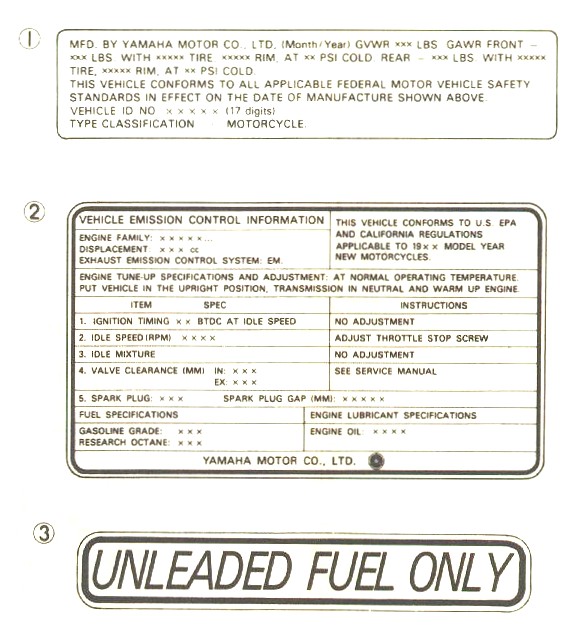 ①
MFD. BY YAMAHA MOTOR CO., LTD, (Month/Year) GVWR ××× LBS GAWR FRONT –
××× LBS WITH ××××× TIRE ××××× RIM, AT ×× PSI COLD. REAR – ××× LBS WITH ×××××
TIRE, ××××× RIM, AT ×× PSI COLD.
THIS VEHICLE CONFORMS TO ALL APPLICABLE FEDERAL MOTOR VEHICLE SAFETY
STANDARDS IN EFFECT ON THE DATE OF MANUFACTURE SHOWN ABOVE.
VEHICLE ID NO × × × × × (17 digits)
TYPE CLASSIFICATION MOTORCYCLE.
②
VEHICLE EMISSION CONTROL INFORMATION
ENGINE FAMILY: × × × × × ...
DISPLACEMENT: × × × cc
EXHAUST EMISSION CONTROL SYSTEM: EM.
THIS VEHICLE CONFORMS TO U.S. EPA
AND CALIFORNIA REGULATIONS
APPLICABLE TO 19×× MODEL YEAR
NEW MOTORCYCLES.
ENGINE TUNE-UP SPECIFICATIONS AND ADJUSTMENT: AT NORMAL OPERATING TEMPERATURE.
PUT VEHICLE IN THE UPRIGHT POSITION, TRANSMISSION IN NEUTRAL AND WARM UP ENGINE.
ITEM SPEC INSTRUCTIONS
1. IGNITION TIMING × × BTDC AT IDLE SPEED NO ADJUSTMENT
2. IDLE SPEED(RPM) × × × × ADJUST THROTTLE STOP SCREW
3. IDLE MIXTURE NO ADJUSTMENT
4. VALVE CLEARANCE (MM) IN: × × × SEE SERVICE MANUAL
EX: × × ×
5. SPARK PLUG: × × × SPARK PLUG GAP (MM): × × × × ×
FUEL SPECIFICATIONS ENGINE LUBRICANT SPECIFICATIONS
GASOLINE GRADE: × × × ENGINE OIL: × × × ×
RESEARCH OCTANE: × × ×
YAMAHA MOTOR CO., LTD.
③
UNLEADED FUEL ONLY